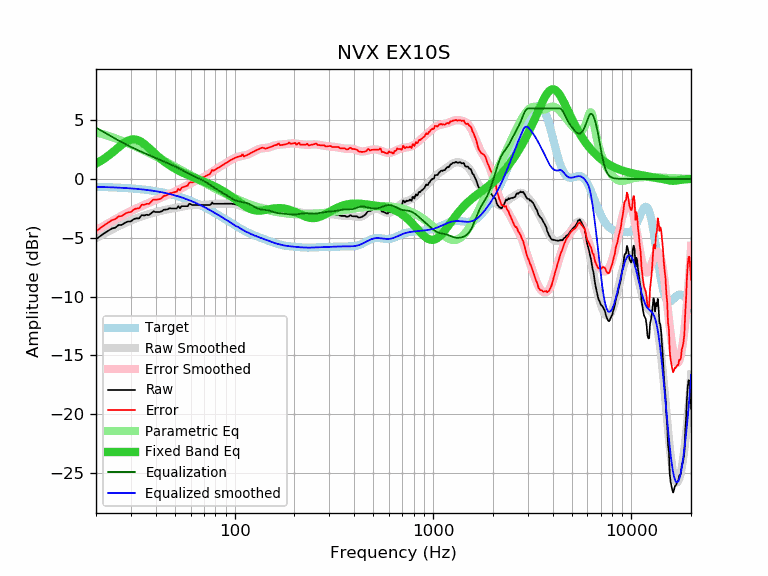 NVX EX10S
Amplitude (dBr)
5
0
−5
−10
−15
−20
−25
Target
Raw Smoothed
Error Smoothed
Raw
Error
Parametric Eq
Fixed Band Eq
Equalization
Equalized smoothed
100
1000
10000
Frequency (Hz)